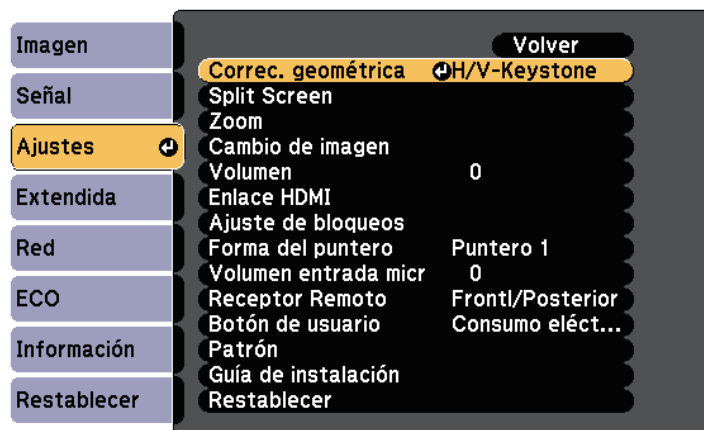 Imagen
Señal
Ajustes
Extendida
Red
ECO
Información
Restablecer
Volver
Correc. geométrica H/V-Keystone
Split Screen
Zoom
Cambio de imagen
Volumen 0
Enlace HDMI
Ajuste de bloqueos
Forma del puntero Puntero 1
Volumen entrada micr 0
Receptor Remoto Frontl/Posterior
Botón de usuario Consumo eléct...
Patrón
Guía de instalación
Restablecer